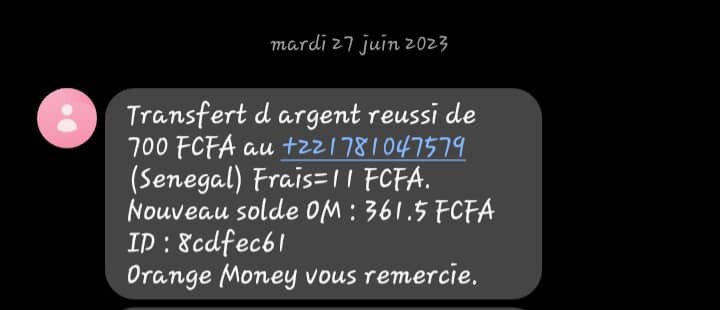 mardi 27 juin 2023
Transfert d argent reussi de
700 FCFA au +221781047579
(Senegal) Frais=11 FCFA.
Nouveau solde OM : 361.5 FCFA
ID : 8cdfec61
Orange Money vous remercie.